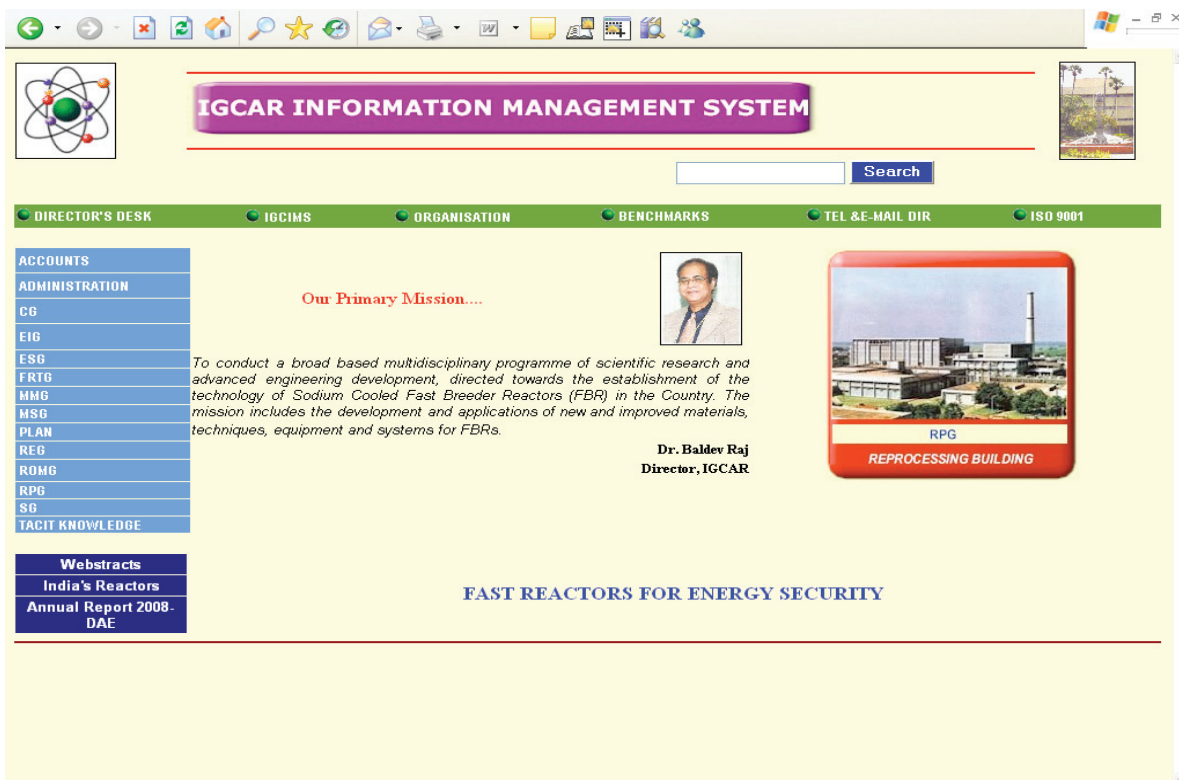 IGCAR INFORMATION MANAGEMENT SYSTEM
Search
DIRECTOR'S DESK
IGCIMS
ORGANISATION
BENCHMARKS
TEL &E-MAIL DIR
ISO 9001
ACCOUNTS
ADMINISTRATION
CG
EIG
ESG
FRTG
MMG
MSG
PLAN
REG
ROMG
RPG
SG
TACIT KNOWLEDGE
Webstracts
India's Reactors
Annual Report 2008-
DAE
Our Primary Mission....
To conduct a broad based multidisciplinary programme of scientific research and
advanced engineering development, directed towards the establishment of the
technology of Sodium Cooled Fast Breeder Reactors (FBR) in the Country. The
mission includes the development and applications of new and improved materials,
techniques, equipment and systems for FBRs.
Dr. Baldev Raj
Director, IGCAR
RPG
REPROCESSING BUILDING
FAST REACTORS FOR ENERGY SECURITY